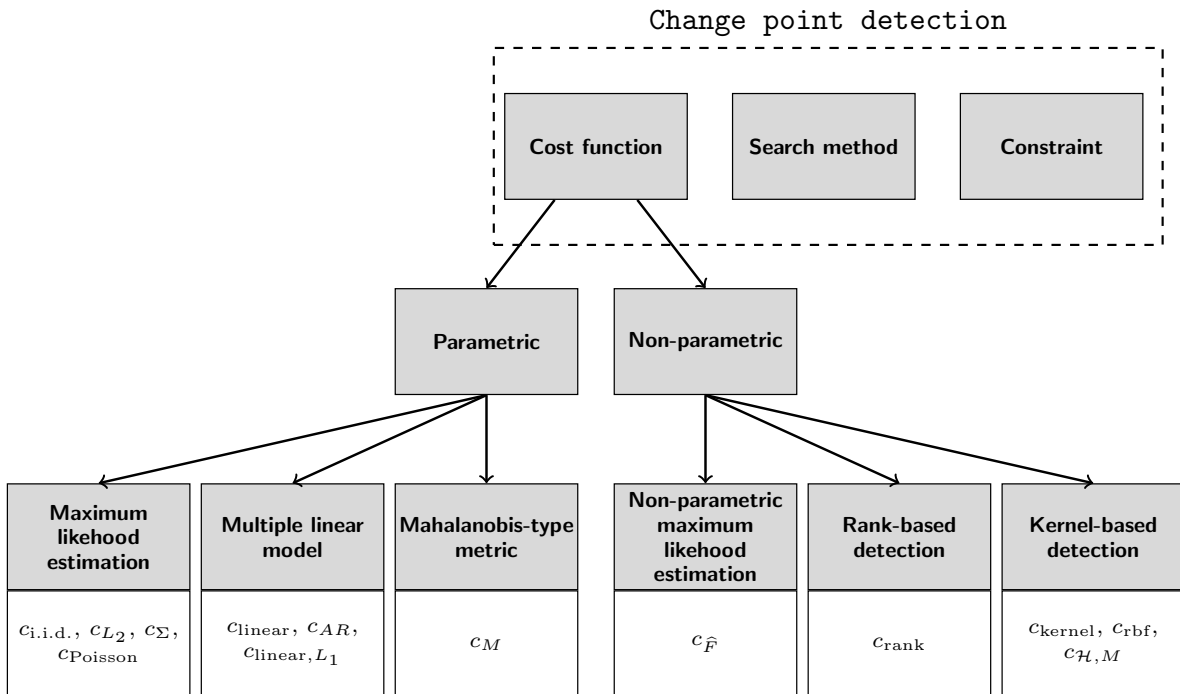 Change point detection
Cost function
Search method
Constraint
Parametric
Non-parametric
Maximum
likehood
estimation
Multiple linear
model
Mahalanobis-type
metric
Non-parametric
maximum
likehood
estimation
Rank-based
detection
Kernel-based
detection
c_{i.i.d.}, c_{L_2}, c_Σ,
c_{Poisson}
c_{linear}, c_{AR},
c_{linear,L_1}
c_M
c_{\widehat{F}}
c_{rank}
c_{kernel}, c_{rbf},
c_{ℋ,M}